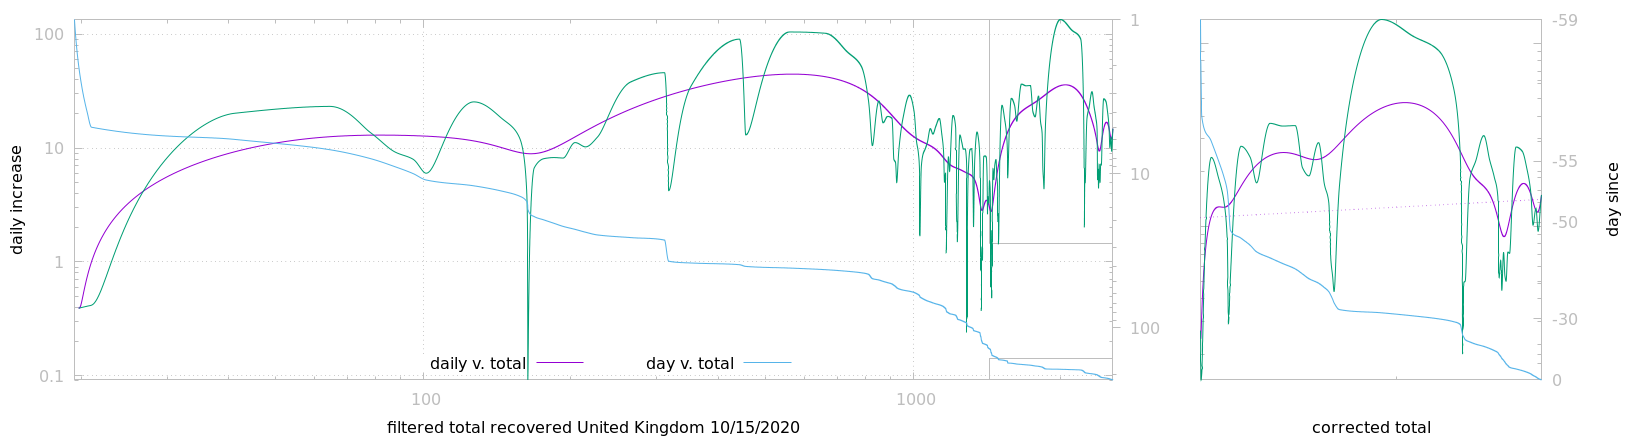 100
10
1
0.1
daily increase
100
1000
1
10
100
daily v. total
day v. total
filtered total recovered United Kingdom 10/15/2020
-59
-55
-50
-30
0
day since
corrected total